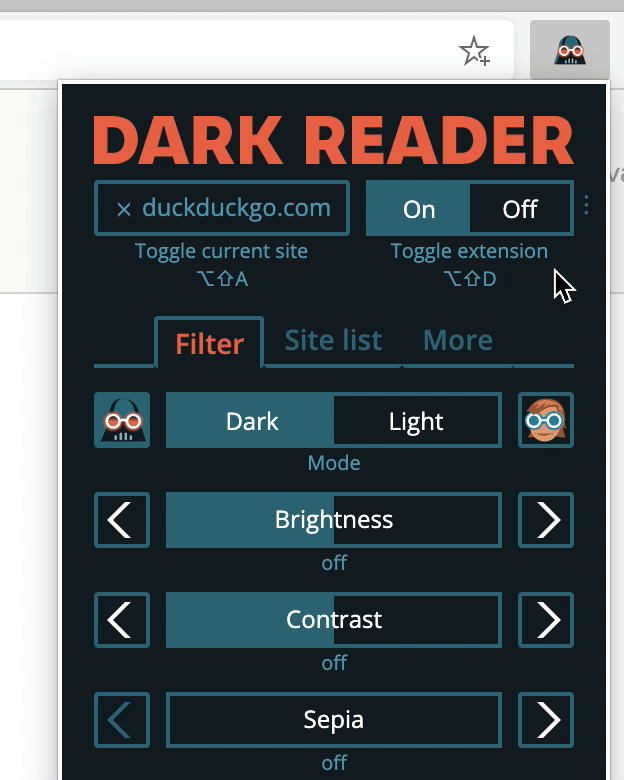 DARK READER
× duckduckgo.com
On
Off
Toggle current site
⌥⇧A
Toggle extension
⌥⇧D
Filter
Site list
More
Dark
Light
Mode
Brightness
off
Contrast
off
Sepia
off